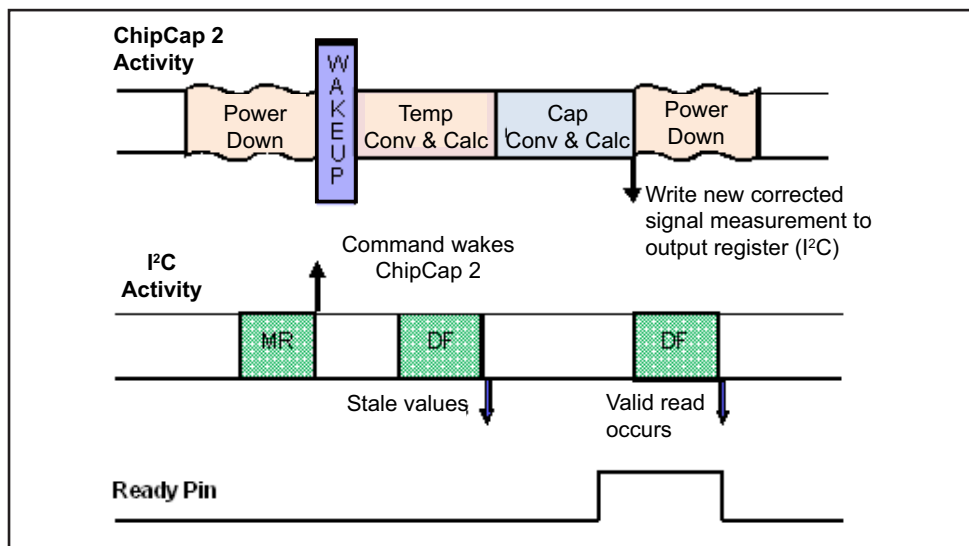 ChipCap 2
Activity
WAKEUP
Power
Down
Temp
Conv & Calc
Cap
Conv & Calc
Power
Down
Write new corrected
signal measurement to
output register (I²C)
Command wakes
ChipCap 2
I²C
Activity
MR
DF
DF
Stale values
Valid read
occurs
Ready Pin